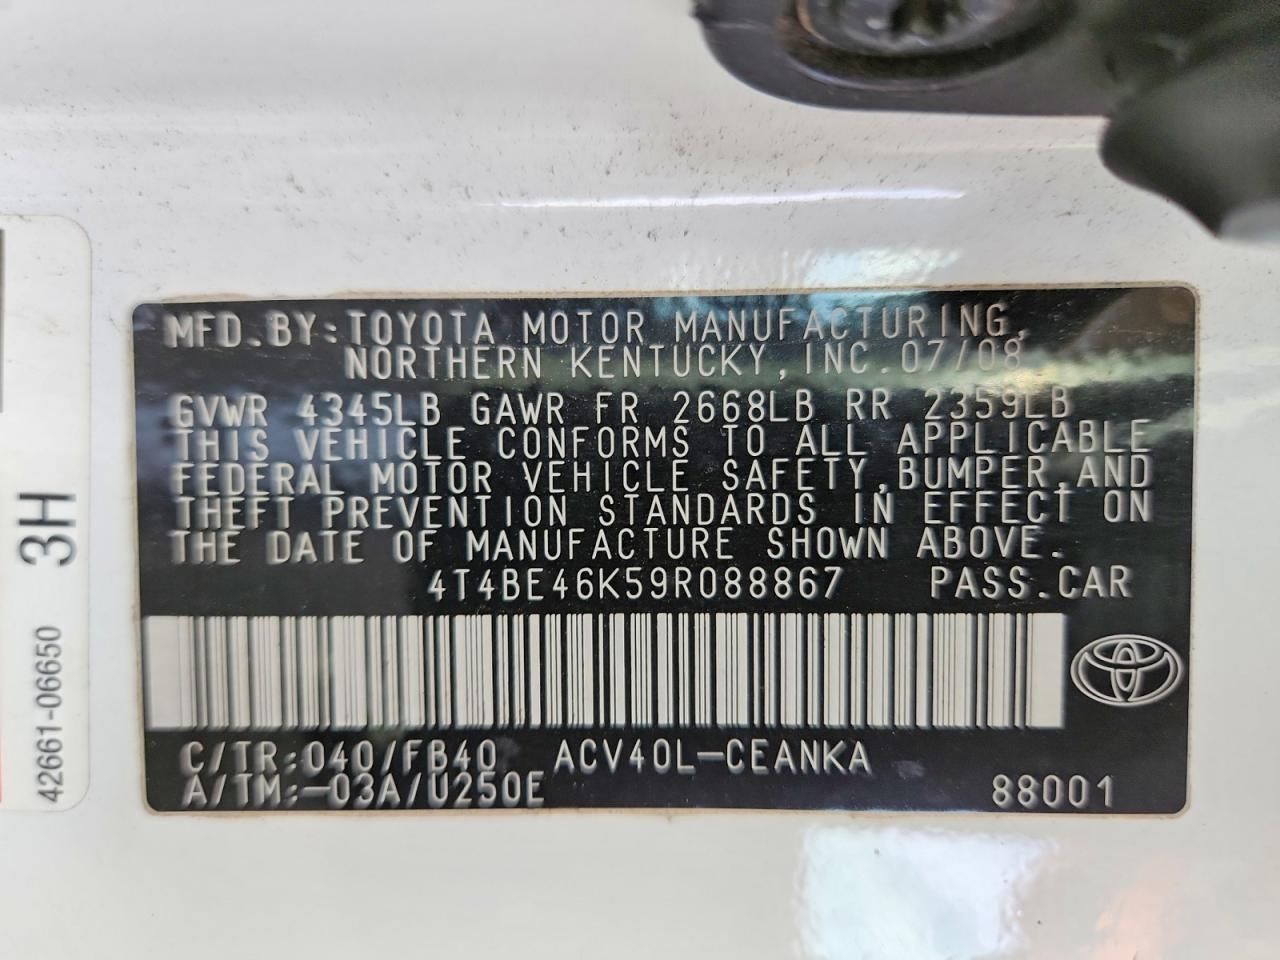 MFD.BY:TOYOTA MOTOR MANUFACTURING,
NORTHERN KENTUCKY,INC.07/08
GVWR 4345LB GAWR FR 2668LB RR 2359LB
THIS VEHICLE CONFORMS TO ALL APPLICABLE
FEDERAL MOTOR VEHICLE SAFETY,BUMPER,AND
THEFT PREVENTION STANDARDS IN EFFECT ON
THE DATE OF MANUFACTURE SHOWN ABOVE.
4T4BE46K59R088867 PASS.CAR
C/TR:040/FB40 ACV40L-CEANKA
A/TM:-03A/U250E 88001
42661-06650 3H